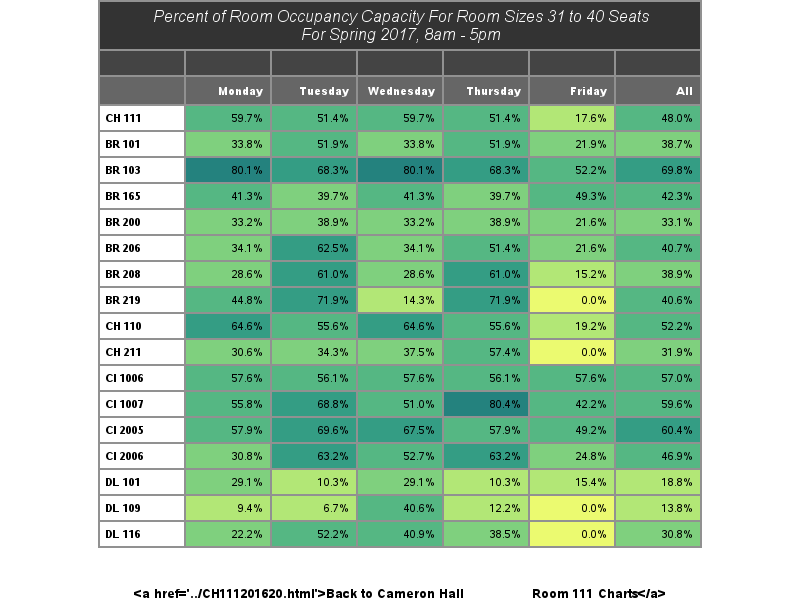 Percent of Room Occupancy Capacity For Room Sizes 31 to 40 Seats
For Spring 2017, 8am - 5pm
Monday Tuesday Wednesday Thursday Friday All
CH 111 59.7% 51.4% 59.7% 51.4% 17.6% 48.0%
BR 101 33.8% 51.9% 33.8% 51.9% 21.9% 38.7%
BR 103 80.1% 68.3% 80.1% 68.3% 52.2% 69.8%
BR 165 41.3% 39.7% 41.3% 39.7% 49.3% 42.3%
BR 200 33.2% 38.9% 33.2% 38.9% 21.6% 33.1%
BR 206 34.1% 62.5% 34.1% 51.4% 21.6% 40.7%
BR 208 28.6% 61.0% 28.6% 61.0% 15.2% 38.9%
BR 219 44.8% 71.9% 14.3% 71.9% 0.0% 40.6%
CH 110 64.6% 55.6% 64.6% 55.6% 19.2% 52.2%
CH 211 30.6% 34.3% 37.5% 57.4% 0.0% 31.9%
CI 1006 57.6% 56.1% 57.6% 56.1% 57.6% 57.0%
CI 1007 55.8% 68.8% 51.0% 80.4% 42.2% 59.6%
CI 2005 57.9% 69.6% 67.5% 57.9% 49.2% 60.4%
CI 2006 30.8% 63.2% 52.7% 63.2% 24.8% 46.9%
DL 101 29.1% 10.3% 29.1% 10.3% 15.4% 18.8%
DL 109 9.4% 6.7% 40.6% 12.2% 0.0% 13.8%
DL 116 22.2% 52.2% 40.9% 38.5% 0.0% 30.8%
<a href='../CH111201620.html'>Back to Cameron Hall Room 111 Charts</a>